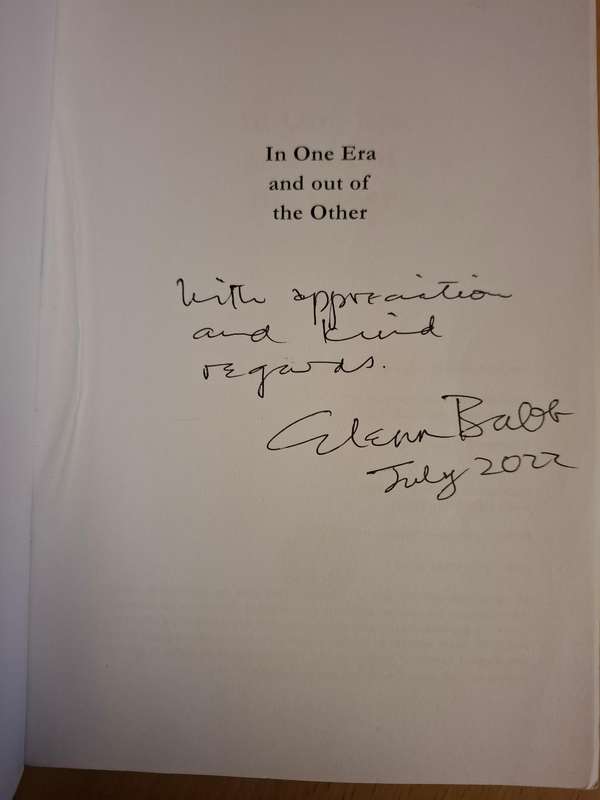 In One Era
and out of
the Other
With appreciation
and kind
regards.
Glenn Babb
July 2022